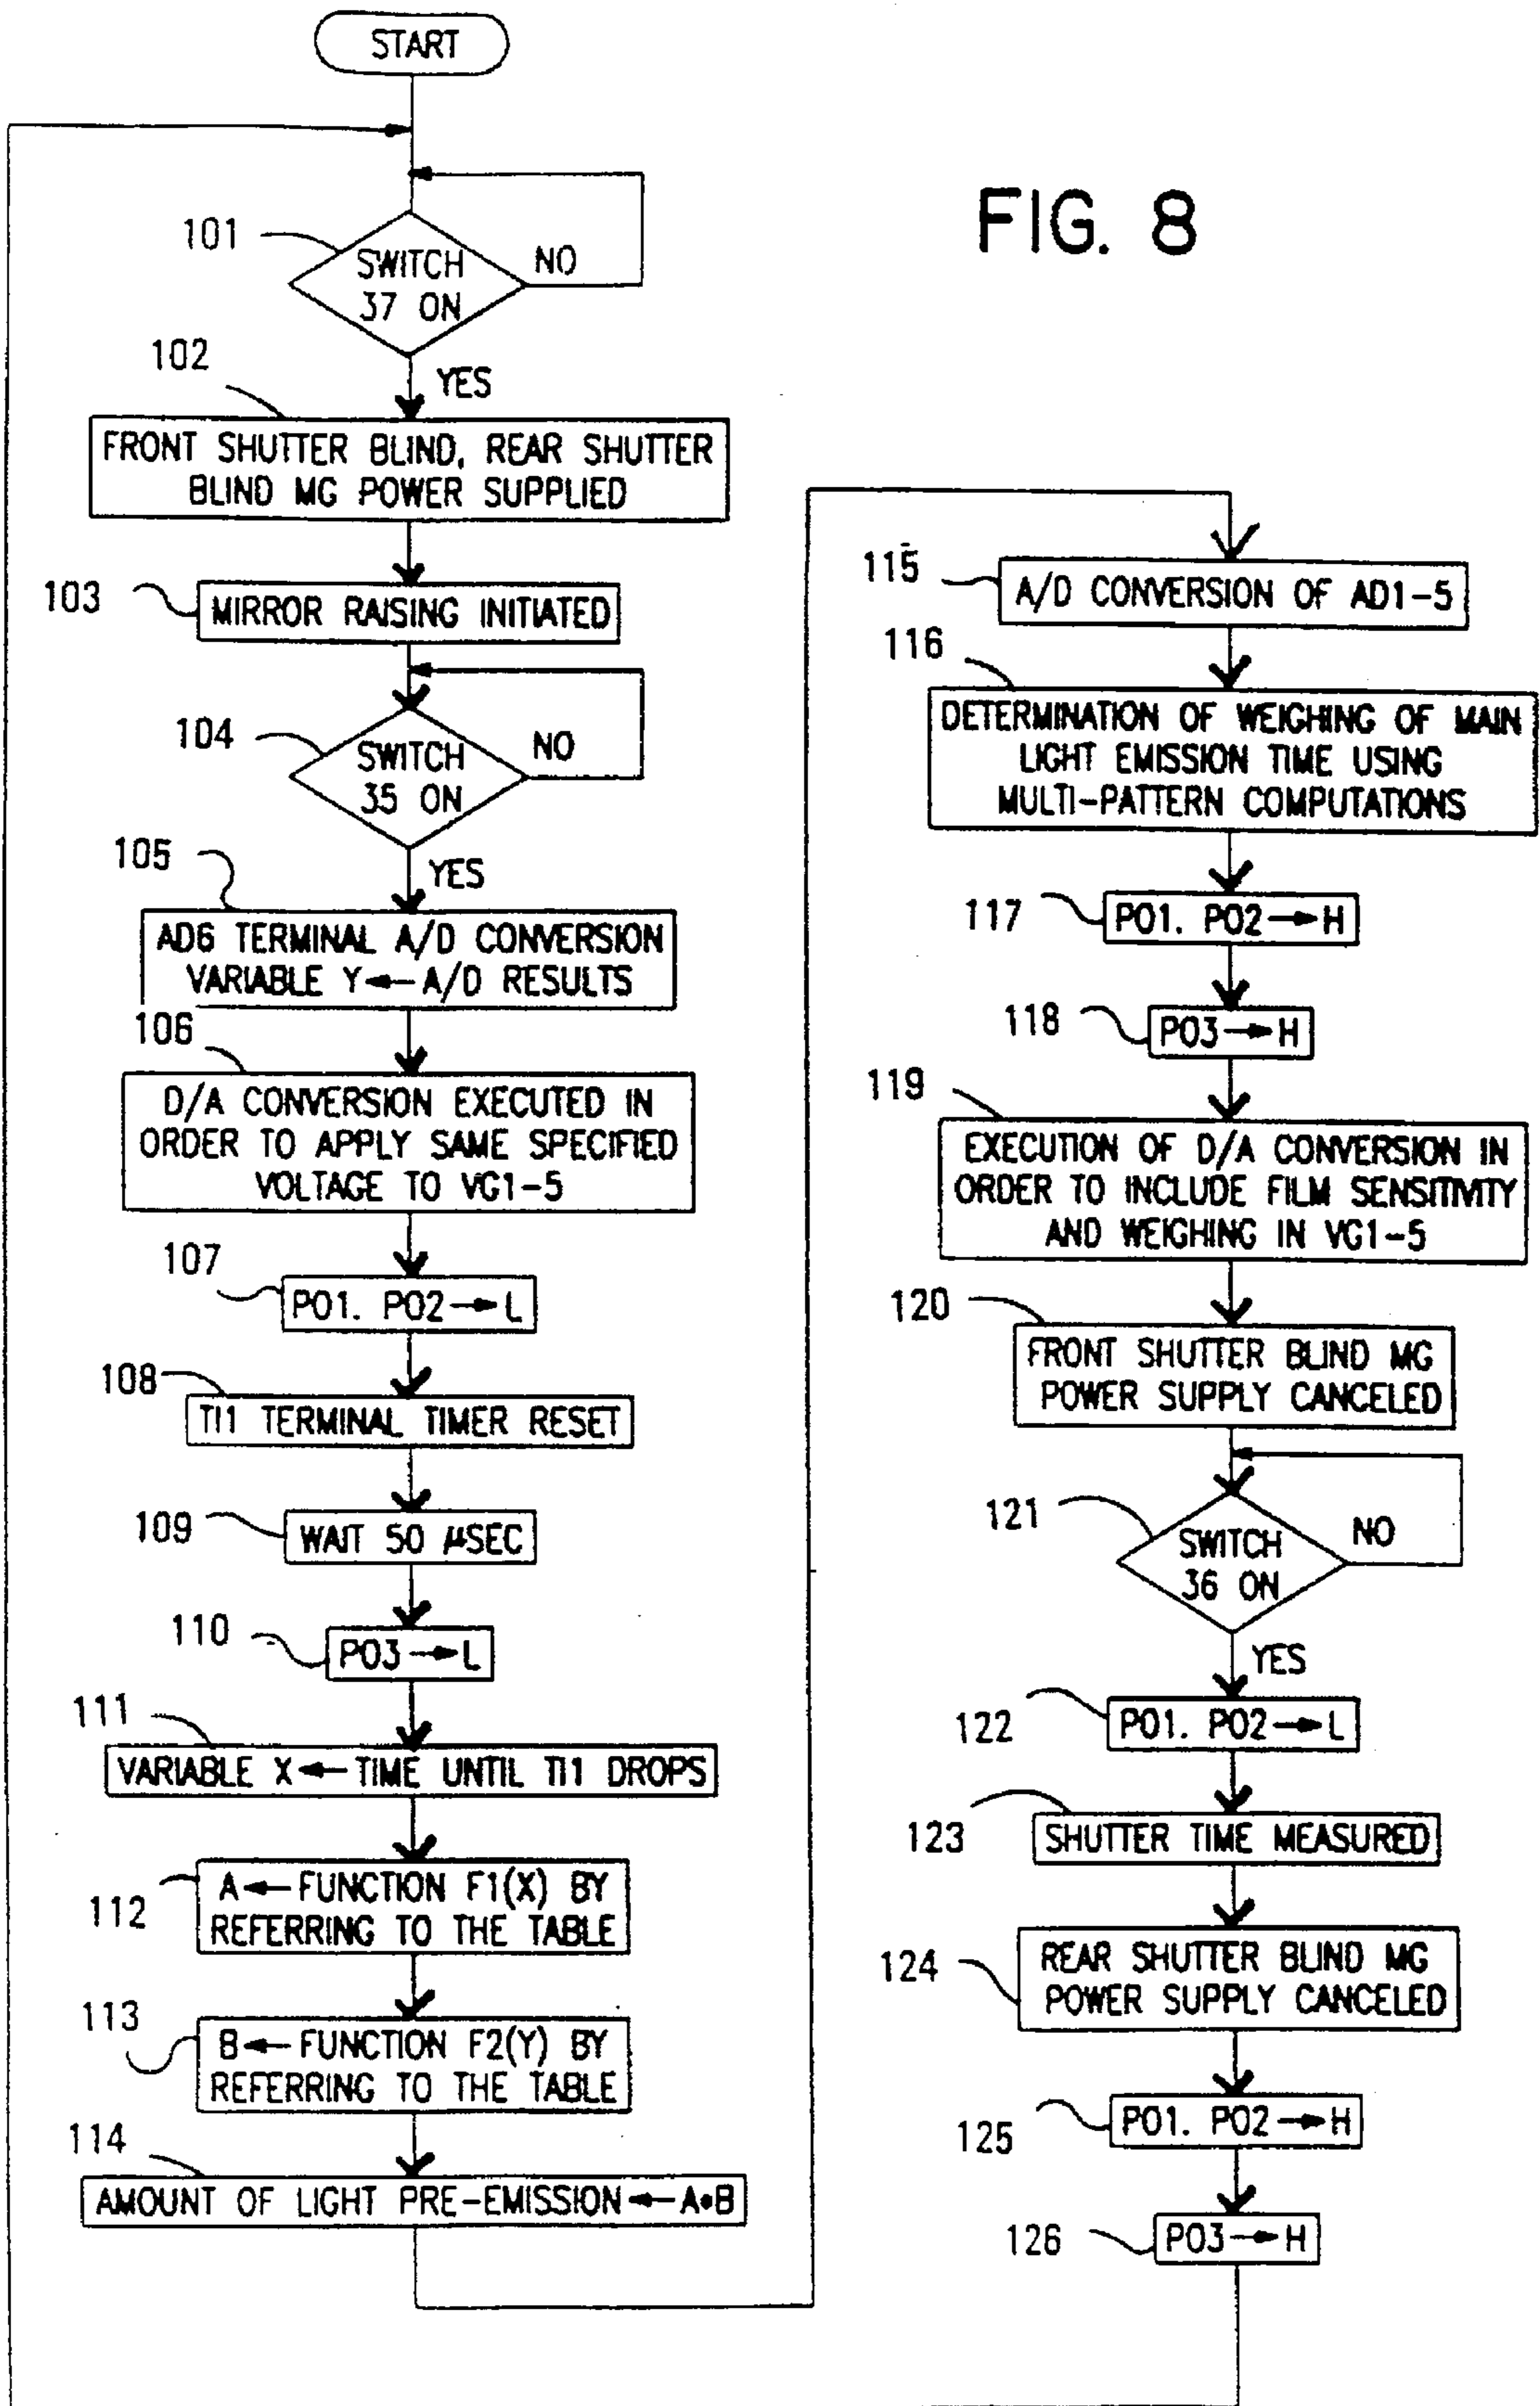 START
FIG. 8
101
SWITCH
37 ON
NO
YES
102
FRONT SHUTTER BLIND, REAR SHUTTER
BLIND MG POWER SUPPLIED
103
MIRROR RAISING INITIATED
104
SWITCH
35 ON
NO
YES
105
AD6 TERMINAL A/D CONVERSION
VARIABLE Y←A/D RESULTS
106
D/A CONVERSION EXECUTED IN
ORDER TO APPLY SAME SPECIFIED
VOLTAGE TO VG1-5
107
PO1. PO2→L
108
TI1 TERMINAL TIMER RESET
109
WAIT 50 μSEC
110
PO3→L
111
VARIABLE X←TIME UNTIL TI1 DROPS
112
A←FUNCTION F1(X) BY
REFERRING TO THE TABLE
113
B←FUNCTION F2(Y) BY
REFERRING TO THE TABLE
114
AMOUNT OF LIGHT PRE-EMISSION←A•B
115
A/D CONVERSION OF AD1-5
116
DETERMINATION OF WEIGHING OF MAIN
LIGHT EMISSION TIME USING
MULTI-PATTERN COMPUTATIONS
117
PO1. PO2→H
118
PO3→H
119
EXECUTION OF D/A CONVERSION IN
ORDER TO INCLUDE FILM SENSITIVITY
AND WEIGHING IN VG1-5
120
FRONT SHUTTER BLIND MG
POWER SUPPLY CANCELED
121
SWITCH
36 ON
NO
YES
122
PO1. PO2→L
123
SHUTTER TIME MEASURED
124
REAR SHUTTER BLIND MG
POWER SUPPLY CANCELED
125
PO1. PO2→H
126
PO3→H